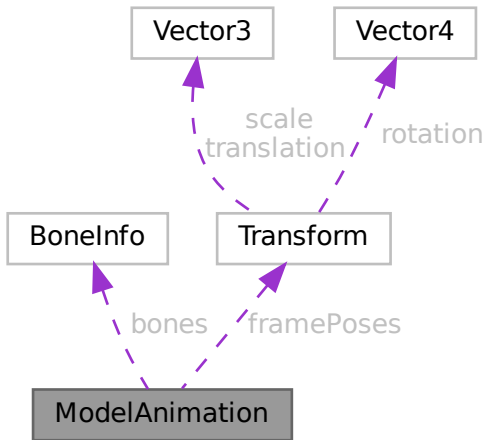 Vector3
Vector4
scale
translation
rotation
BoneInfo
Transform
bones
framePoses
ModelAnimation